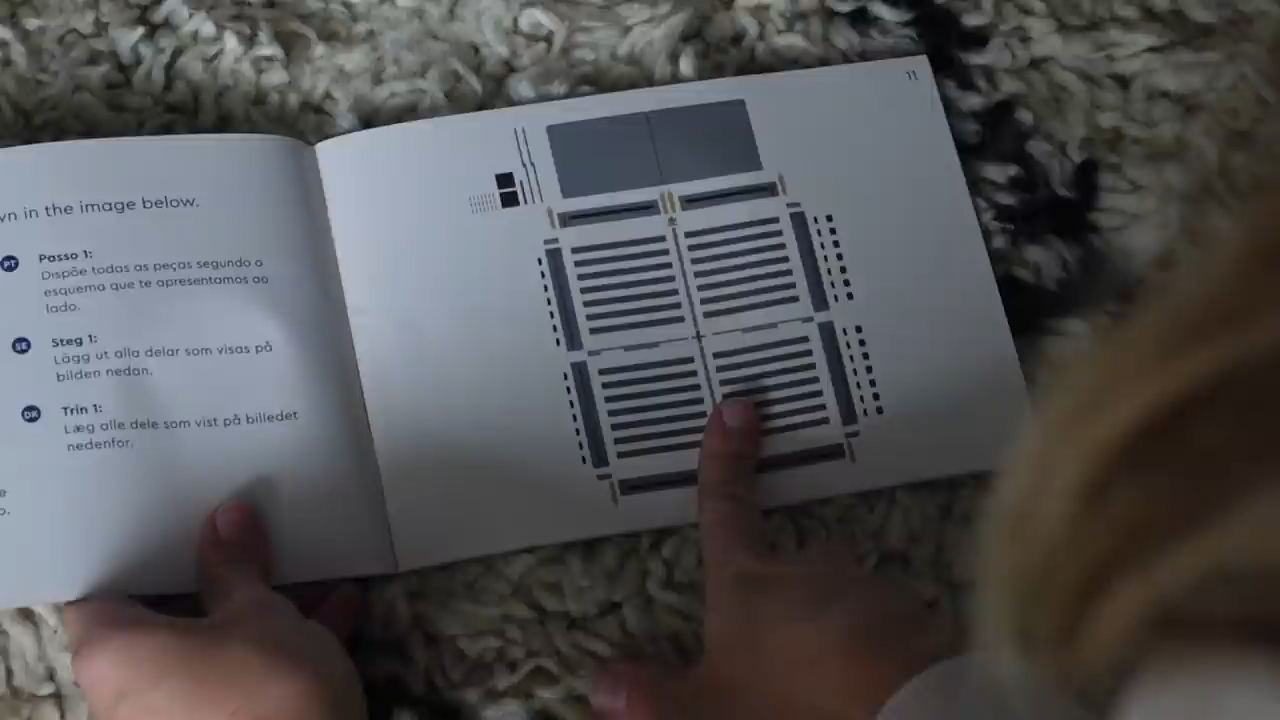 11
wn in the image below.
PT
Passo 1:
Dispõe todas as peças segundo o
esquema que te apresentamos ao
lado.
SE
Steg 1:
Lägg ut alla delar som visas på
bilden nedan.
DK
Trin 1:
Læg alle dele som vist på billedet
nedenfor.